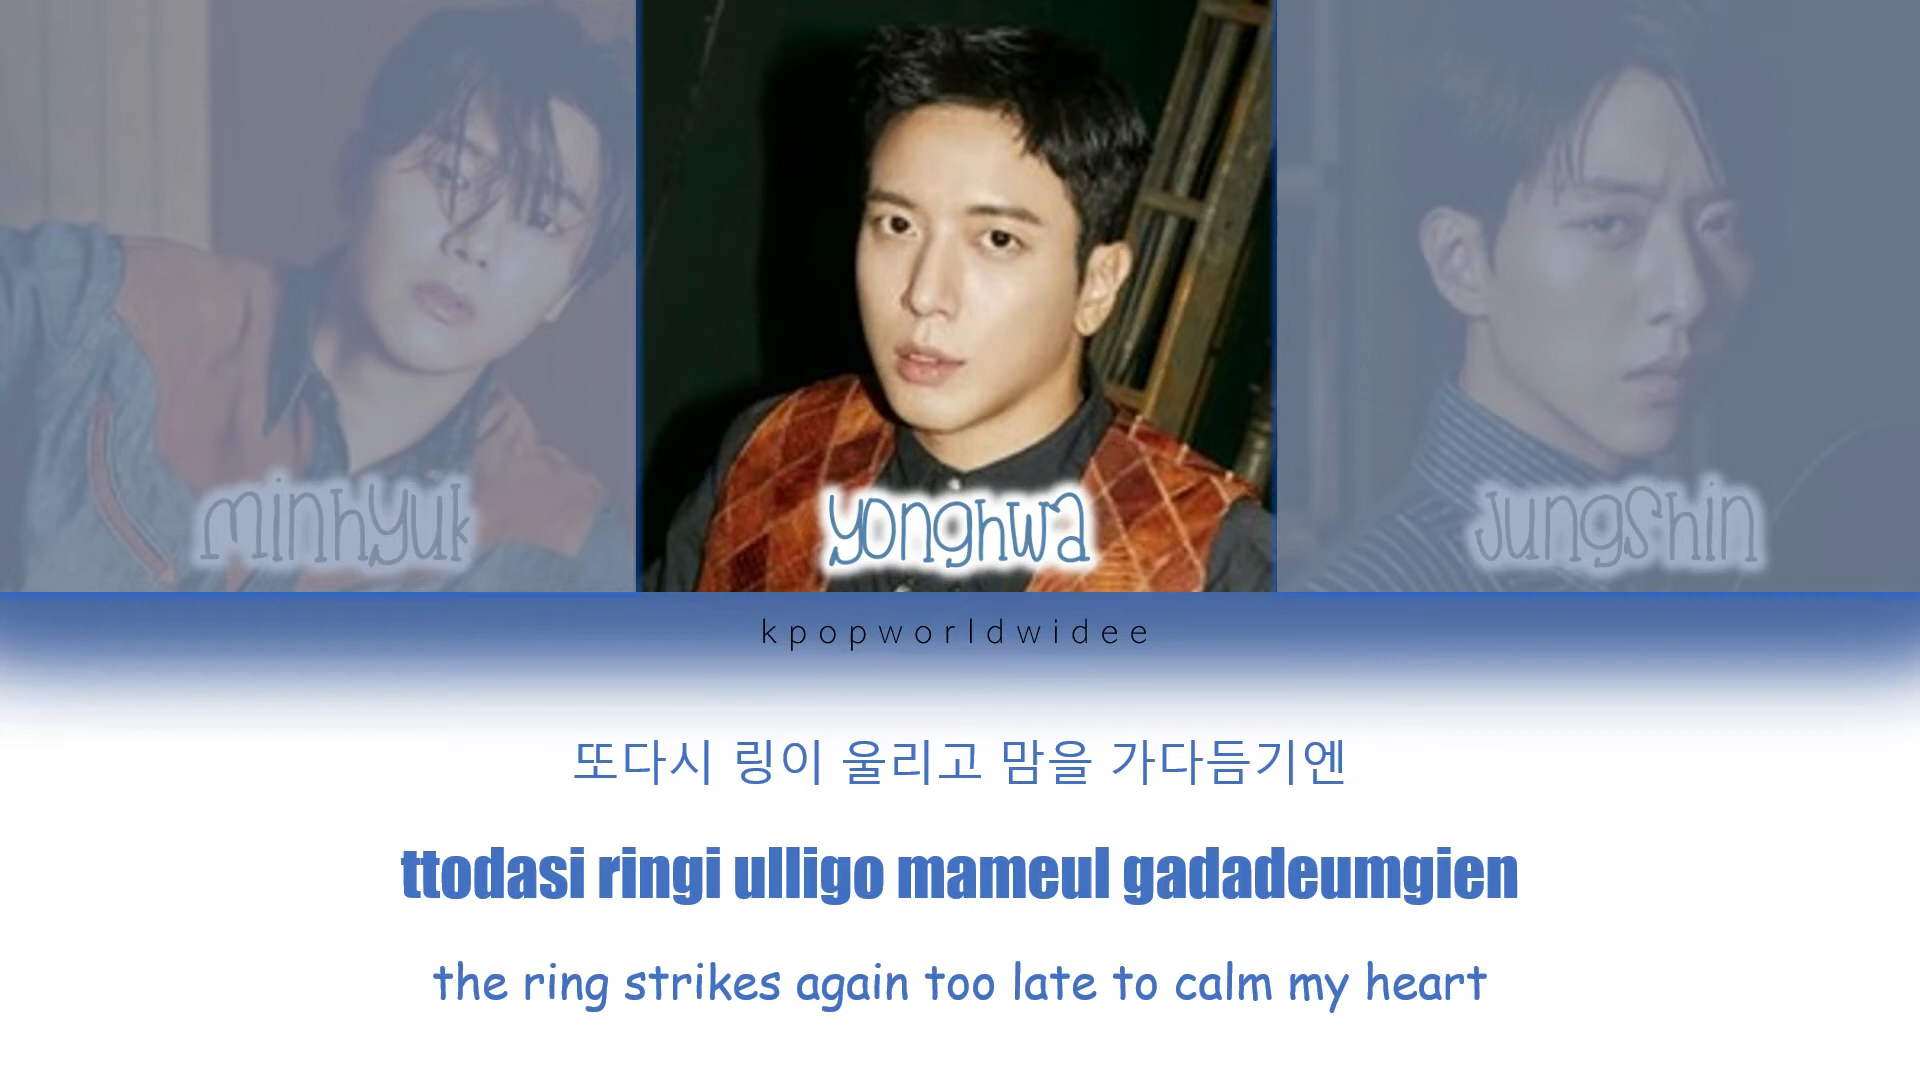 minhyuk yonghwa jungshin
kpopworldwidee
또다시 링이 울리고 맘을 가다듬기엔
ttodasi ringi ulligo mameul gadadeumgien
the ring strikes again too late to calm my heart